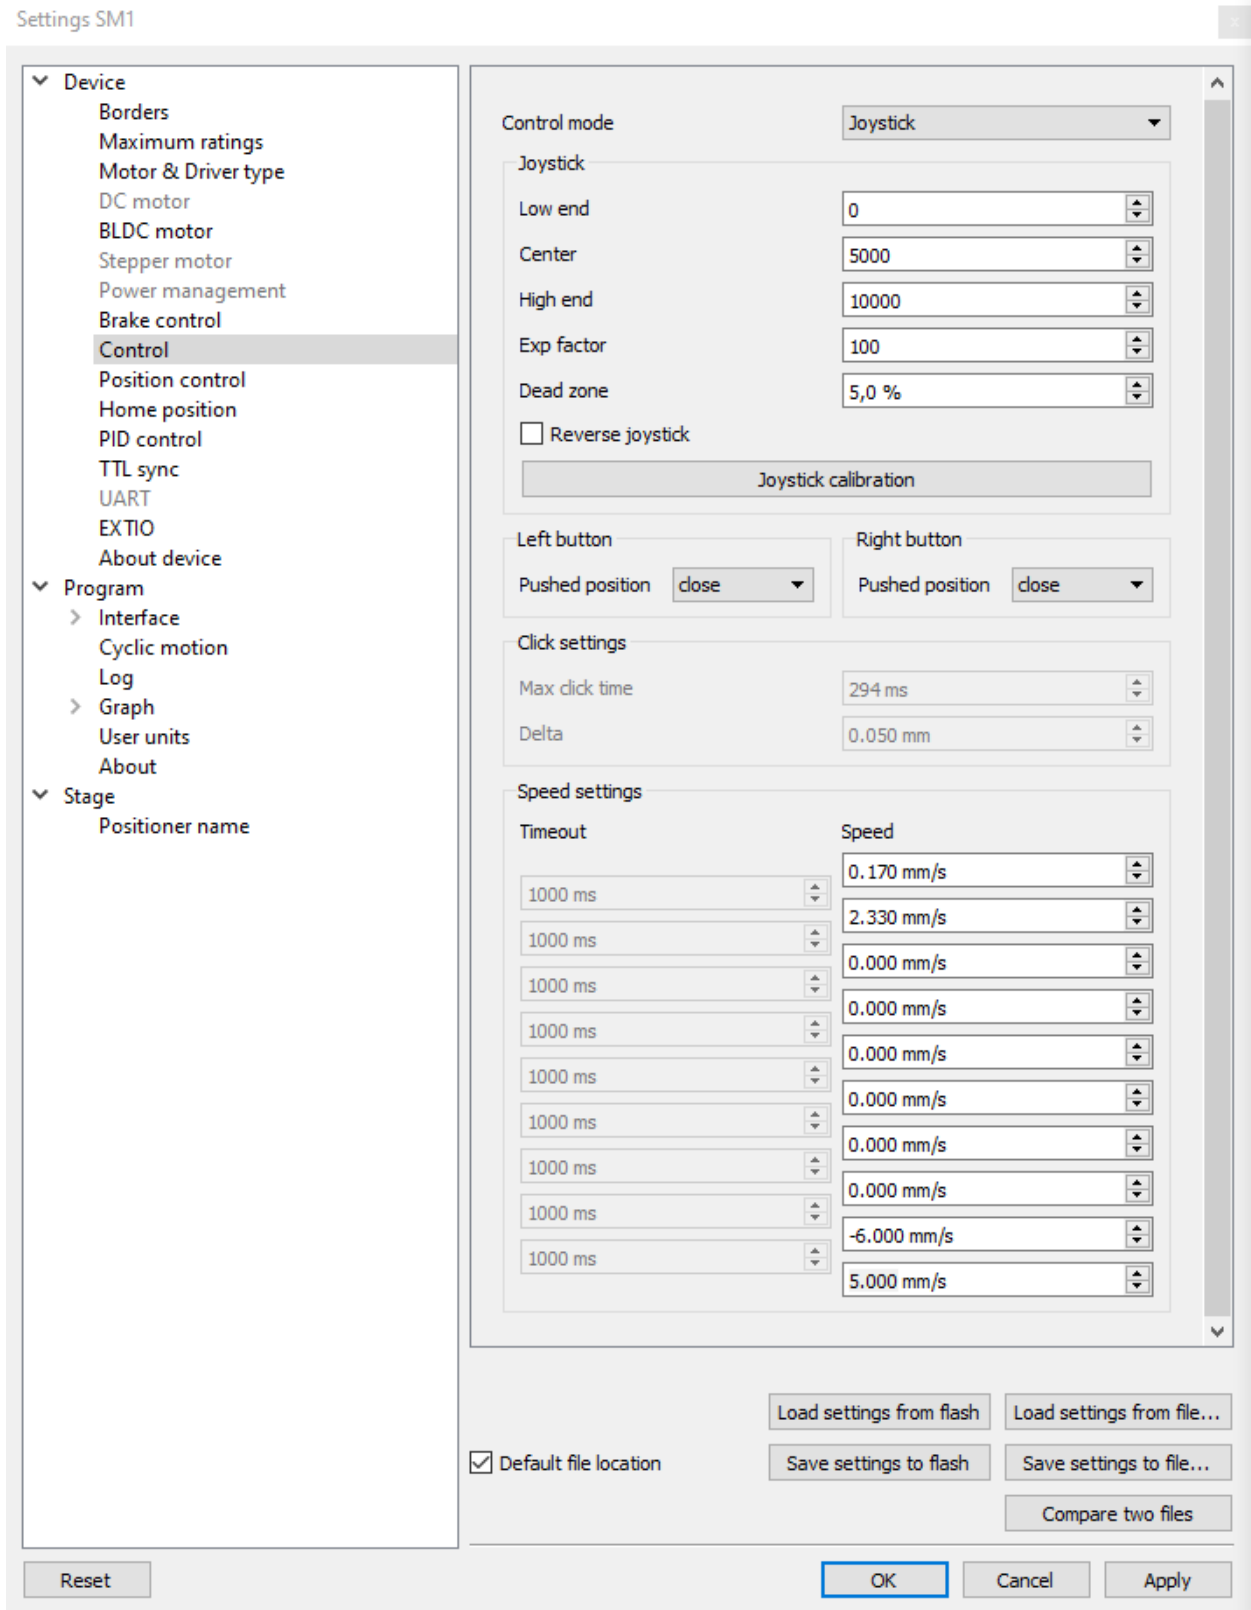 Settings SM1
Device
Borders
Maximum ratings
Motor & Driver type
DC motor
BLDC motor
Stepper motor
Power management
Brake control
Control
Position control
Home position
PID control
TTL sync
UART
EXTIO
About device
Program
Interface
Cyclic motion
Log
Graph
User units
About
Stage
Positioner name
Control mode Joystick
Joystick
Low end 0
Center 5000
High end 10000
Exp factor 100
Dead zone 5,0 %
Reverse joystick
Joystick calibration
Left button Right button
Pushed position close Pushed position close
Click settings
Max click time 294 ms
Delta 0.050 mm
Speed settings
Timeout Speed
0.170 mm/s
1000 ms
2.330 mm/s
1000 ms
0.000 mm/s
1000 ms
0.000 mm/s
1000 ms
0.000 mm/s
1000 ms
0.000 mm/s
1000 ms
0.000 mm/s
1000 ms
0.000 mm/s
1000 ms
-6.000 mm/s
1000 ms
5.000 mm/s
Load settings from flash Load settings from file...
Default file location Save settings to flash Save settings to file...
Compare two files
Reset OK Cancel Apply